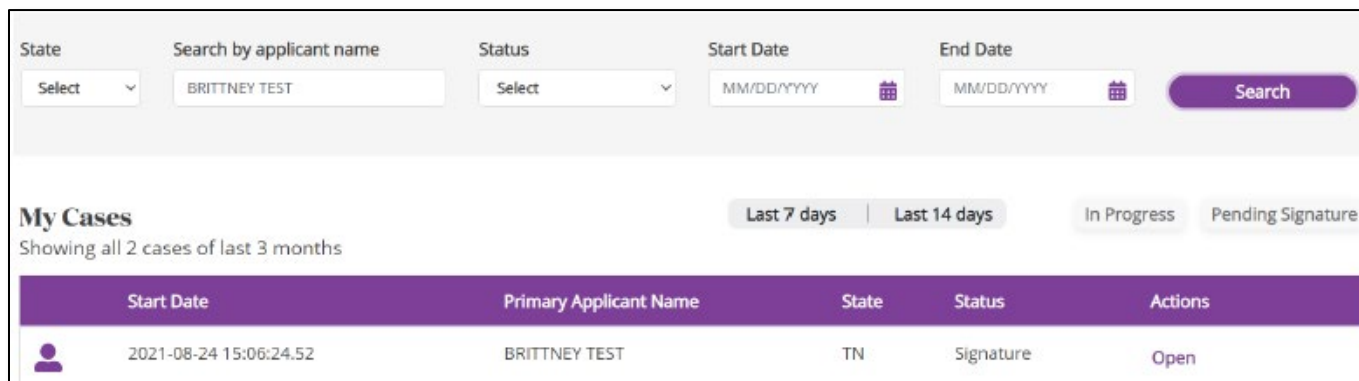 State Search by applicant name Status Start Date End Date
Select BRITTNEY TEST Select MM/DD/YYYY MM/DD/YYYY Search
My Cases Last 7 days Last 14 days In Progress Pending Signature
Showing all 2 cases of last 3 months
Start Date Primary Applicant Name State Status Actions
2021-08-24 15:06:24.52 BRITTNEY TEST TN Signature Open